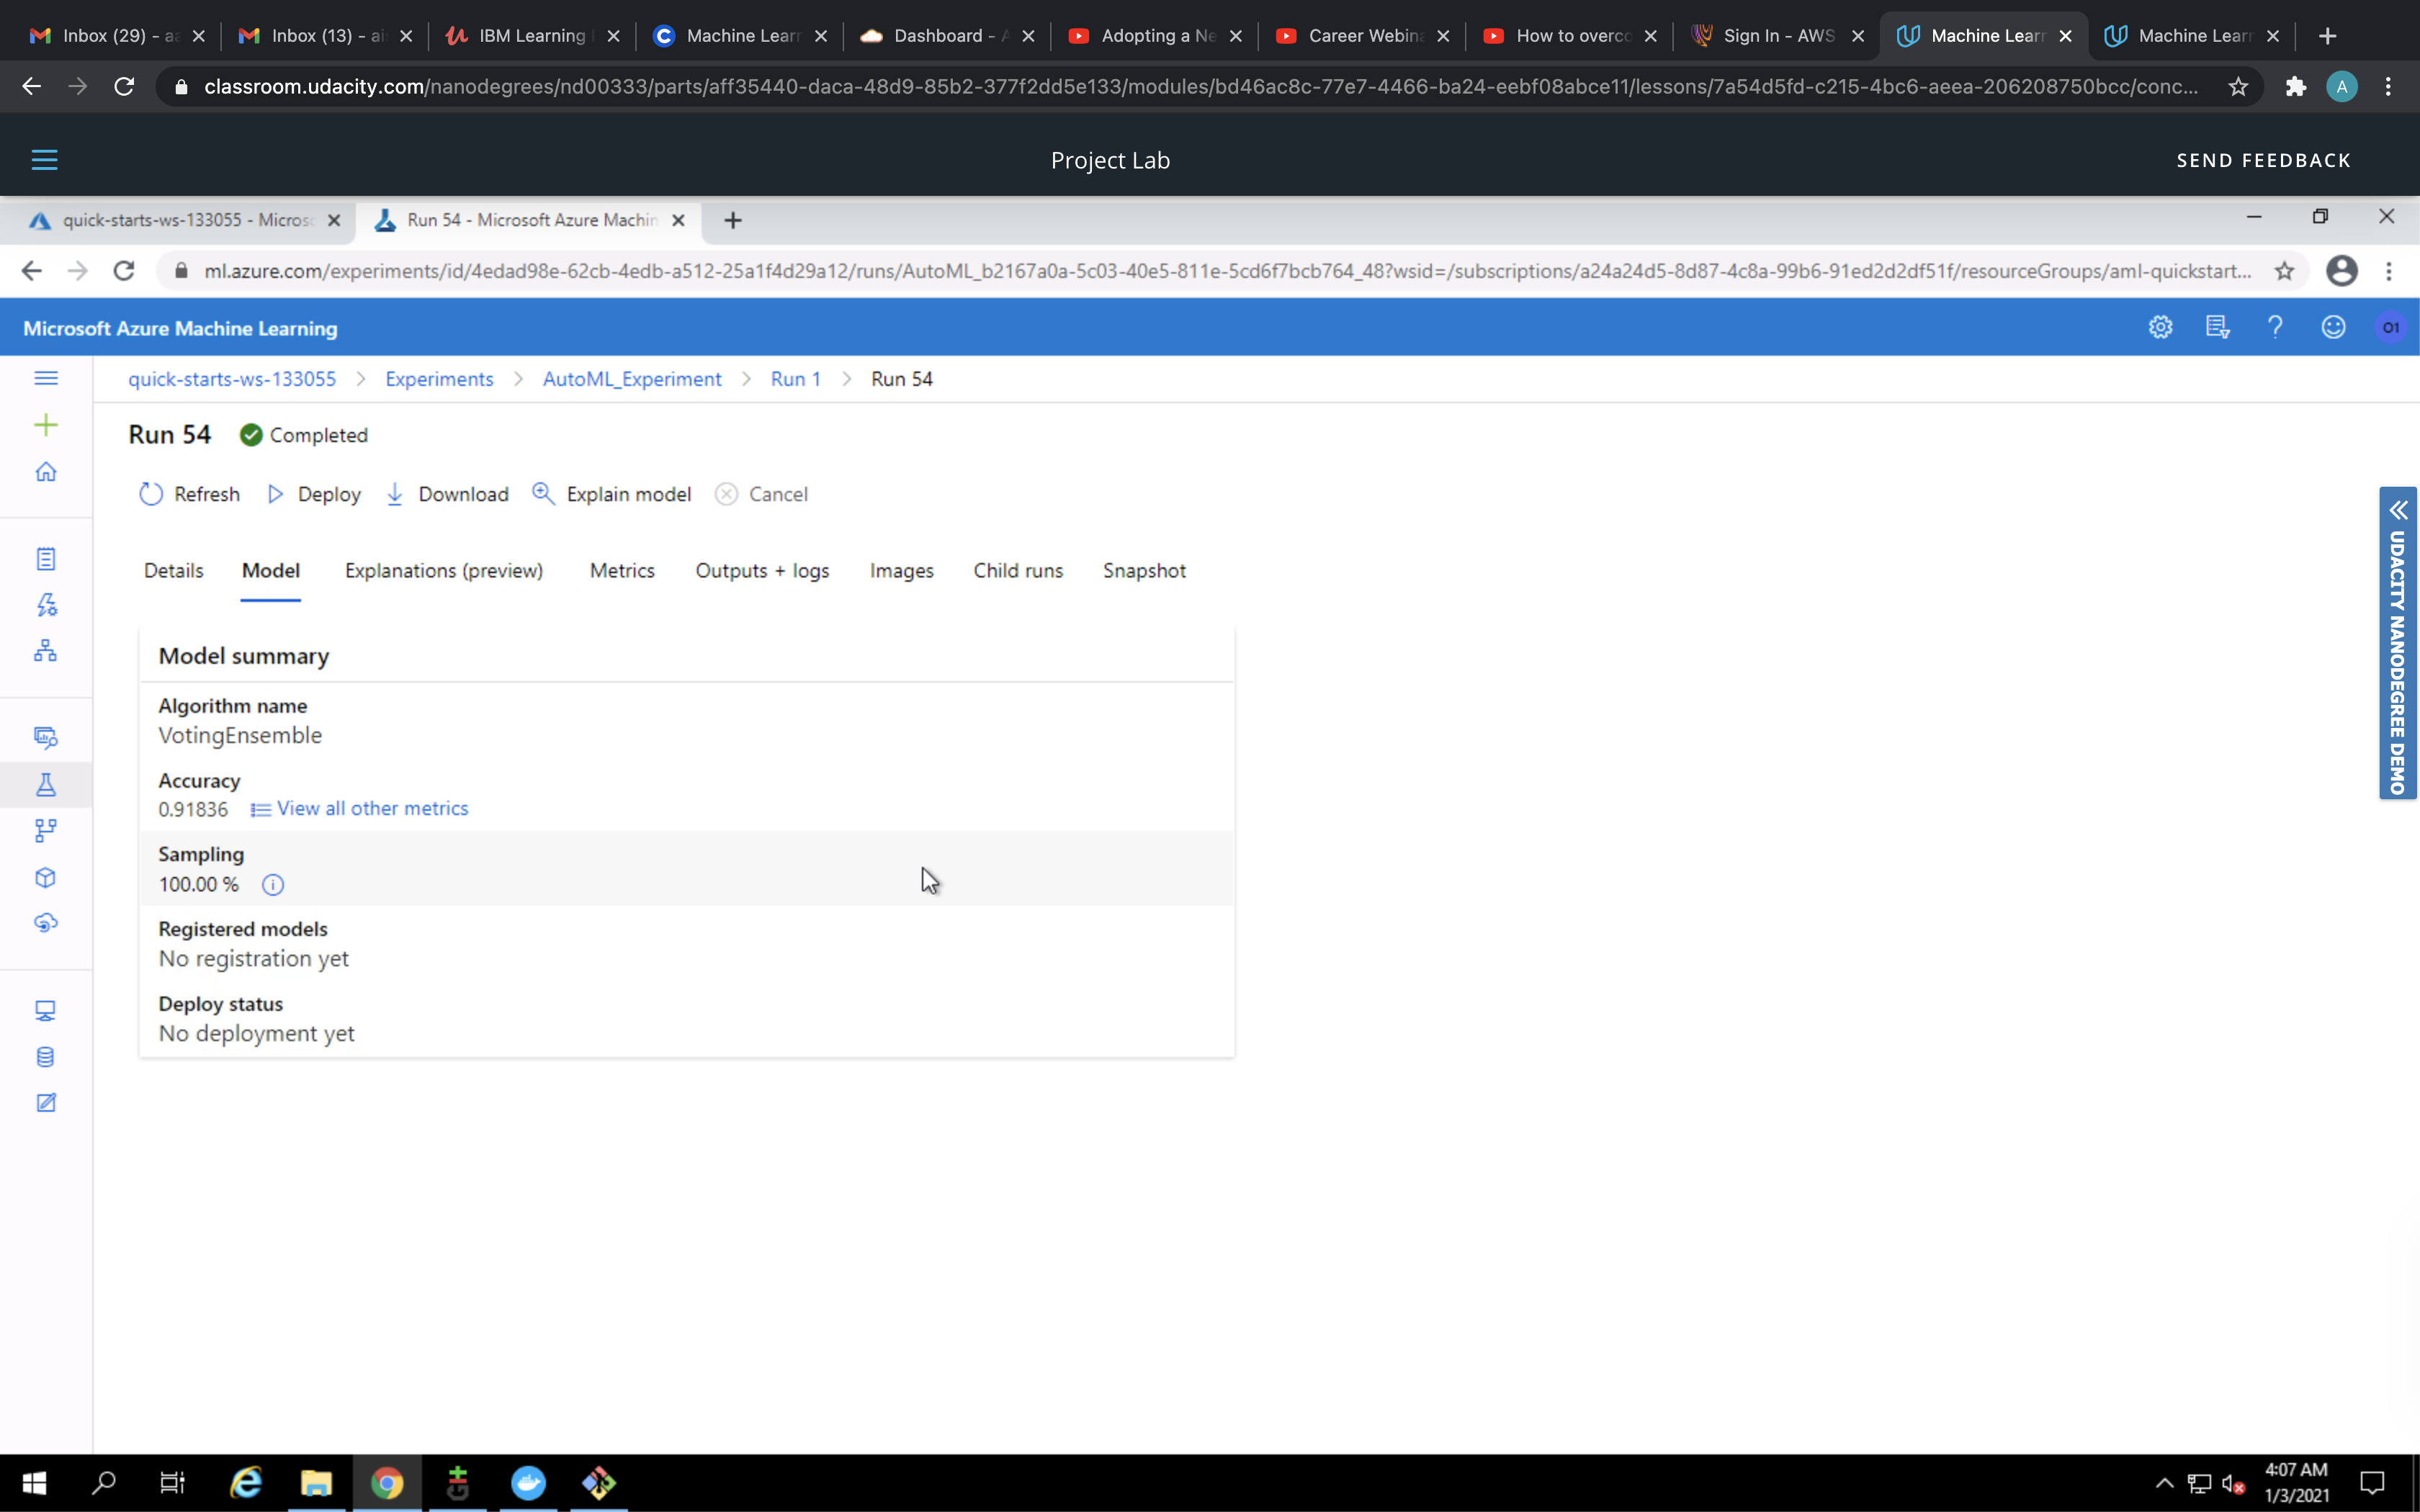 Inbox (29) - aa
Inbox (13) - ai
IBM Learning
Machine Lear
Dashboard - A
Adopting a Ne
Career Webina
How to overco
Sign In - AWS
Machine Lear
Machine Lear
classroom.udacity.com/nanodegrees/nd00333/parts/aff35440-daca-48d9-85b2-377f2dd5e133/modules/bd46ac8c-77e7-4466-ba24-eebf08abce11/lessons/7a54d5fd-c215-4bc6-aeea-206208750bcc/conc...
A
Project Lab
SEND FEEDBACK
quick-starts-ws-133055 - Micros
Run 54 - Microsoft Azure Machin
ml.azure.com/experiments/id/4edad98e-62cb-4edb-a512-25a1f4d29a12/runs/AutoML_b2167a0a-5c03-40e5-811e-5cd6f7bcb764_48?wsid=/subscriptions/a24a24d5-8d87-4c8a-99b6-91ed2d2df51f/resourceGroups/aml-quickstart...
Microsoft Azure Machine Learning
O1
quick-starts-ws-133055 > Experiments > AutoML_Experiment > Run 1 > Run 54
Run 54 Completed
Refresh Deploy Download Explain model Cancel
Details Model Explanations (preview) Metrics Outputs + logs Images Child runs Snapshot
Model summary
Algorithm name
VotingEnsemble
Accuracy
0.91836 View all other metrics
Sampling
100.00 %
Registered models
No registration yet
Deploy status
No deployment yet
UDACITY NANODEGREE DEMO
4:07 AM
1/3/2021